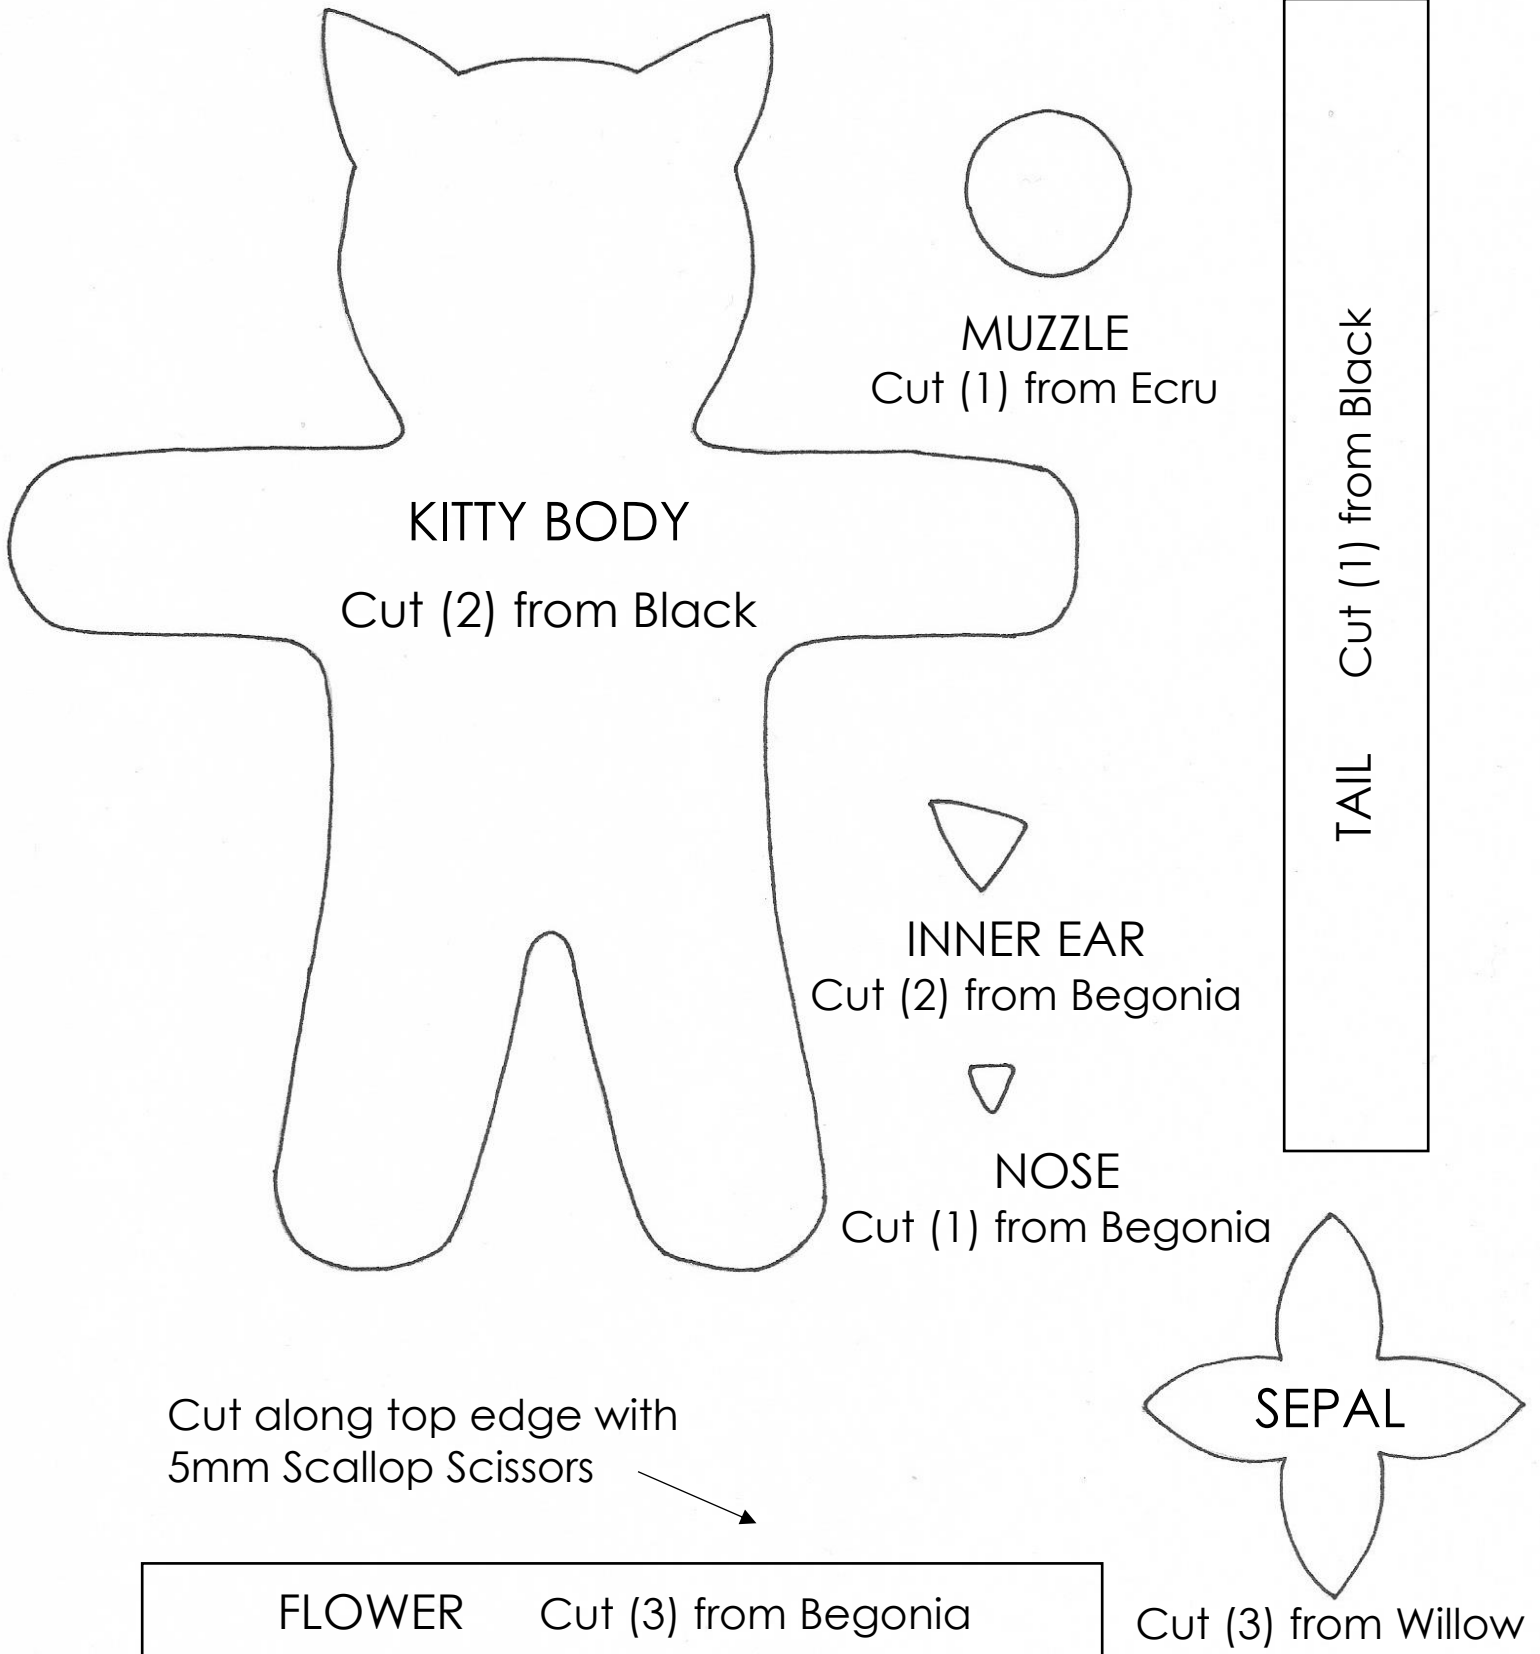 MUZZLE
Cut (1) from Ecru
TAIL Cut (1) from Black
KITTY BODY
Cut (2) from Black
INNER EAR
Cut (2) from Begonia
NOSE
Cut (1) from Begonia
SEPAL
Cut (3) from Willow
Cut along top edge with
5mm Scallop Scissors
FLOWER Cut (3) from Begonia